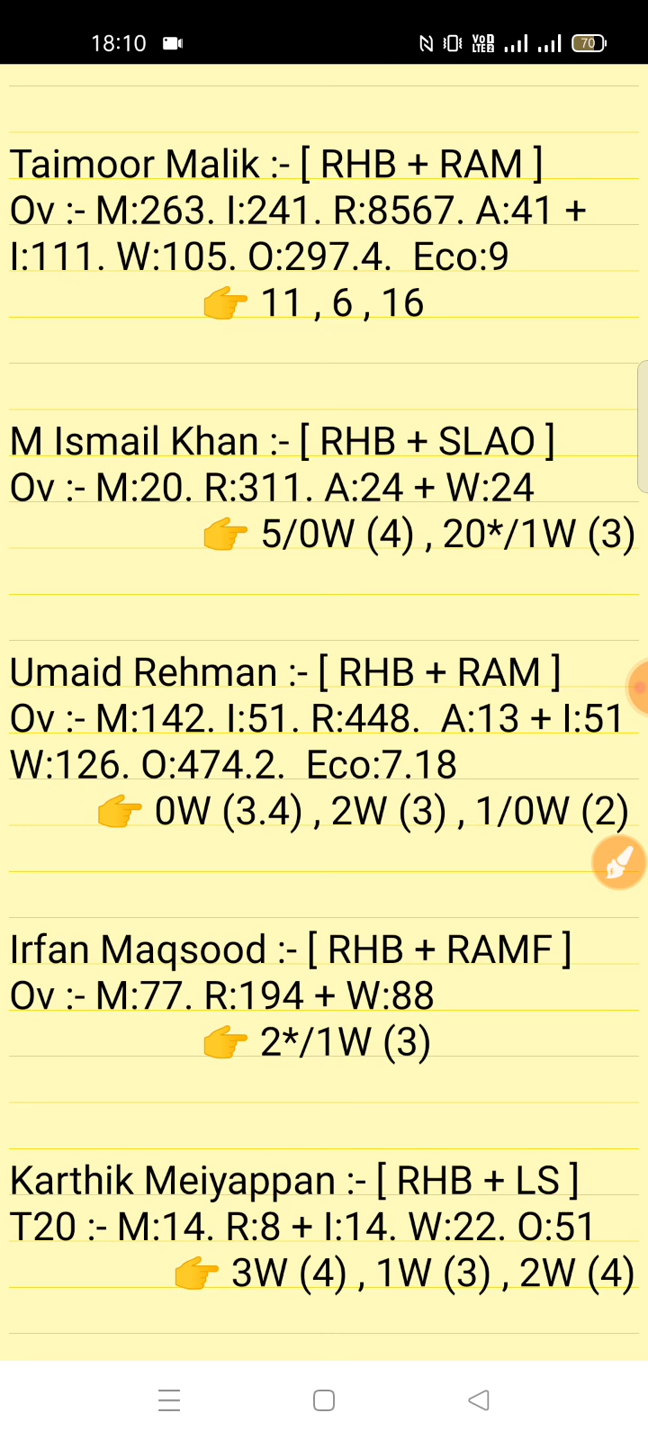 18:10 VoD LTE2 70
Taimoor Malik :- [ RHB + RAM ]
Ov :- M:263. I:241. R:8567. A:41 +
I:111. W:105. O:297.4.  Eco:9
👉 11 , 6 , 16
M Ismail Khan :- [ RHB + SLAO ]
Ov :- M:20. R:311. A:24 + W:24
👉 5/0W (4) , 20*/1W (3)
Umaid Rehman :- [ RHB + RAM ]
Ov :- M:142. I:51. R:448.  A:13 + I:51
W:126. O:474.2.  Eco:7.18
👉 0W (3.4) , 2W (3) , 1/0W (2)
Irfan Maqsood :- [ RHB + RAMF ]
Ov :- M:77. R:194 + W:88
👉 2*/1W (3)
Karthik Meiyappan :- [ RHB + LS ]
T20 :- M:14. R:8 + I:14. W:22. O:51
👉 3W (4) , 1W (3) , 2W (4)